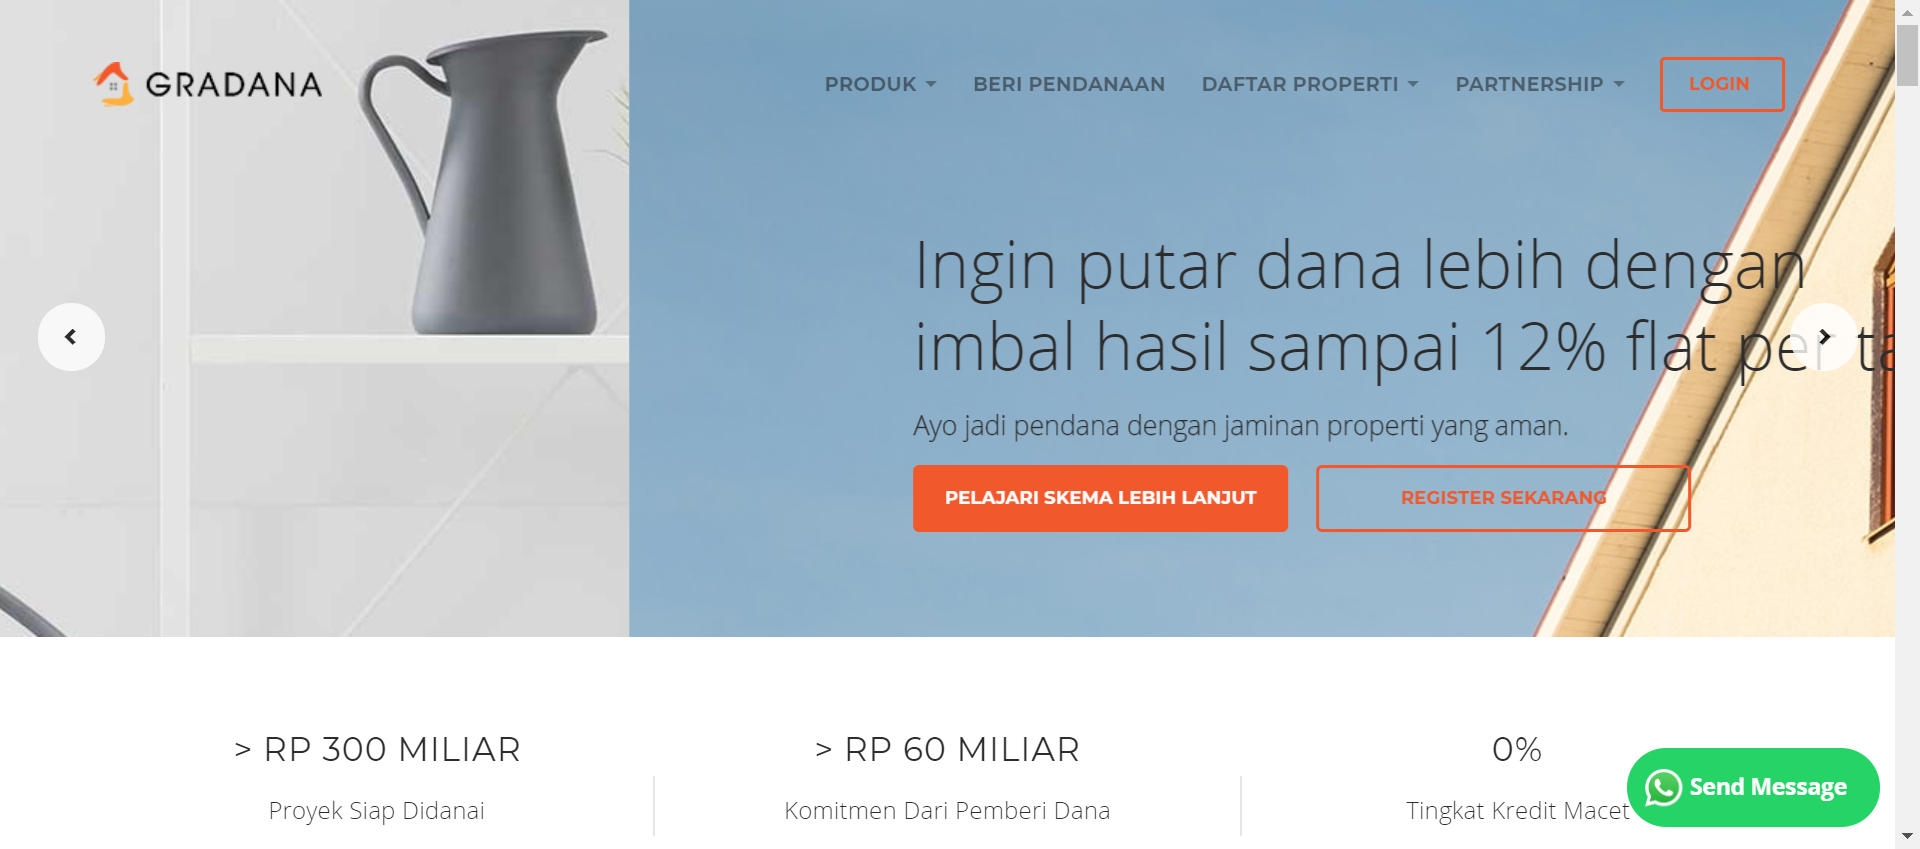 GRADANA
PRODUK
BERI PENDANAAN
DAFTAR PROPERTI
PARTNERSHIP
LOGIN
Ingin putar dana lebih dengan
imbal hasil sampai 12% flat per
Ayo jadi pendana dengan jaminan properti yang aman.
PELAJARI SKEMA LEBIH LANJUT
REGISTER SEKARANG
> RP 300 MILIAR
Proyek Siap Didanai
> RP 60 MILIAR
Komitmen Dari Pemberi Dana
0%
Tingkat Kredit Macet
Send Message